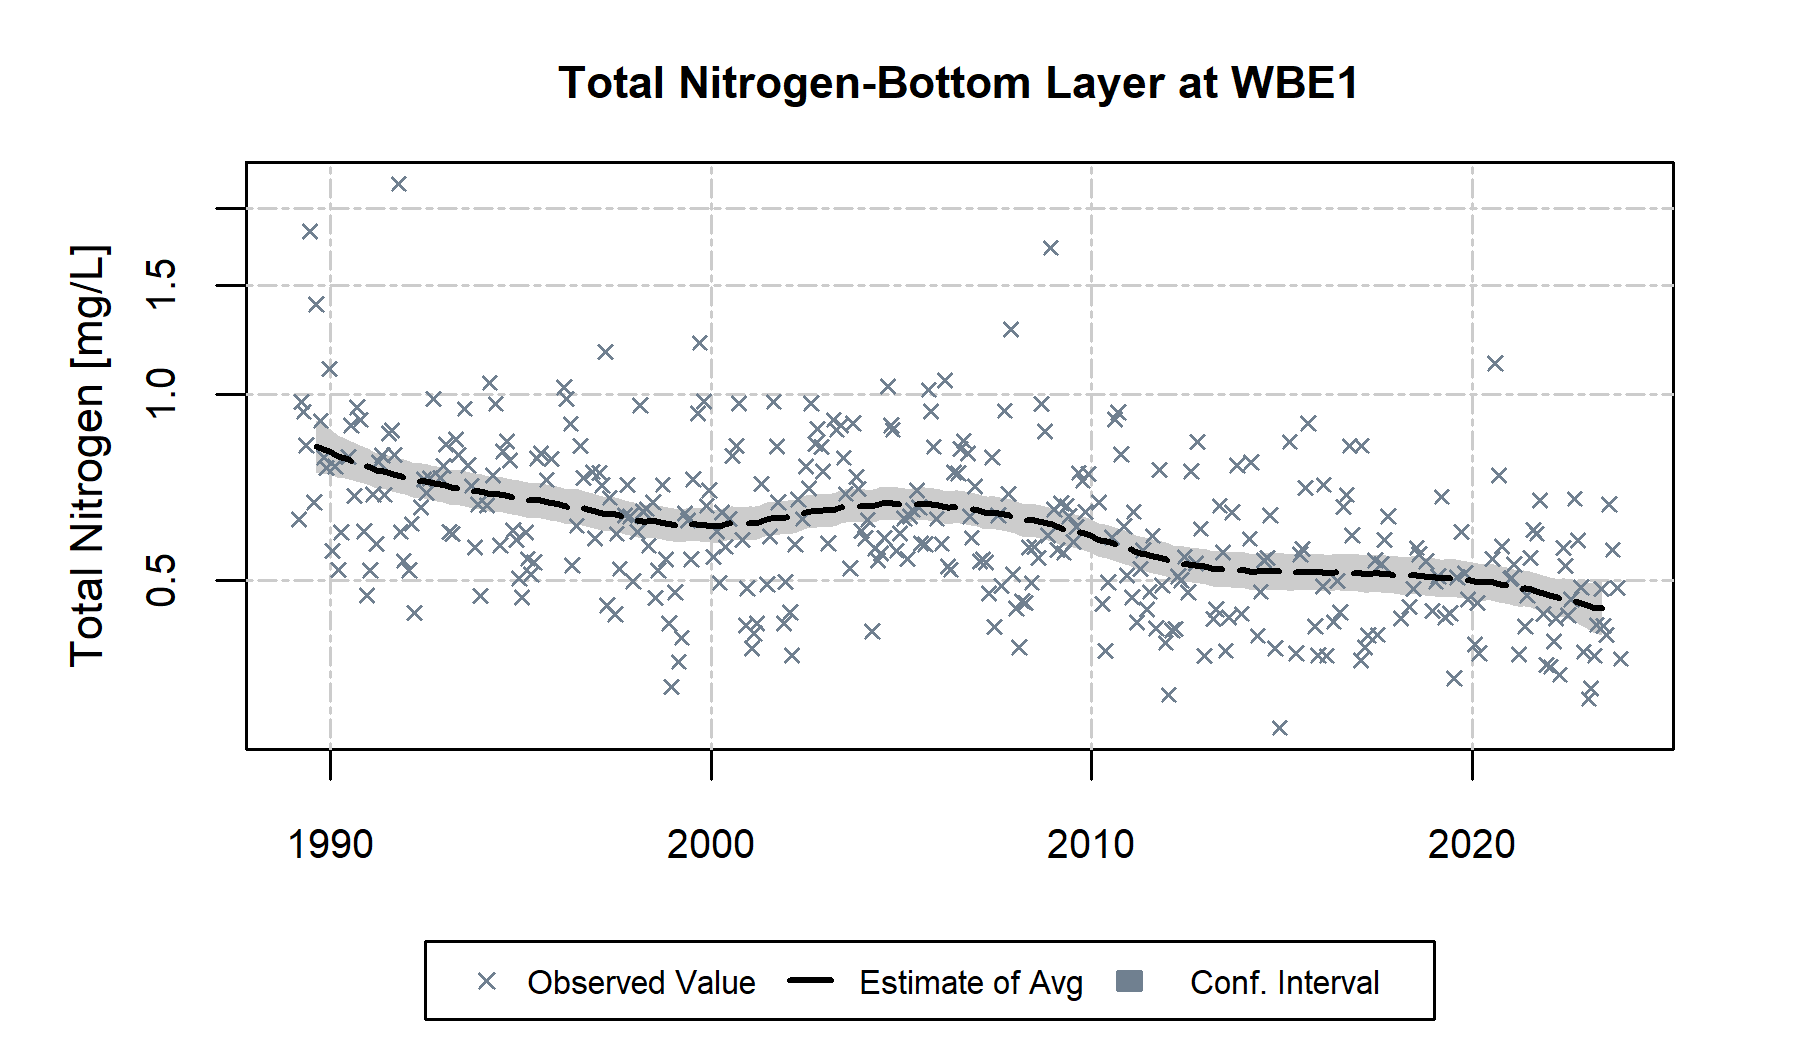 Total Nitrogen-Bottom Layer at WBE1
Total Nitrogen [mg/L]
1.5
1.0
0.5
1990 2000 2010 2020
Observed Value Estimate of Avg Conf. Interval